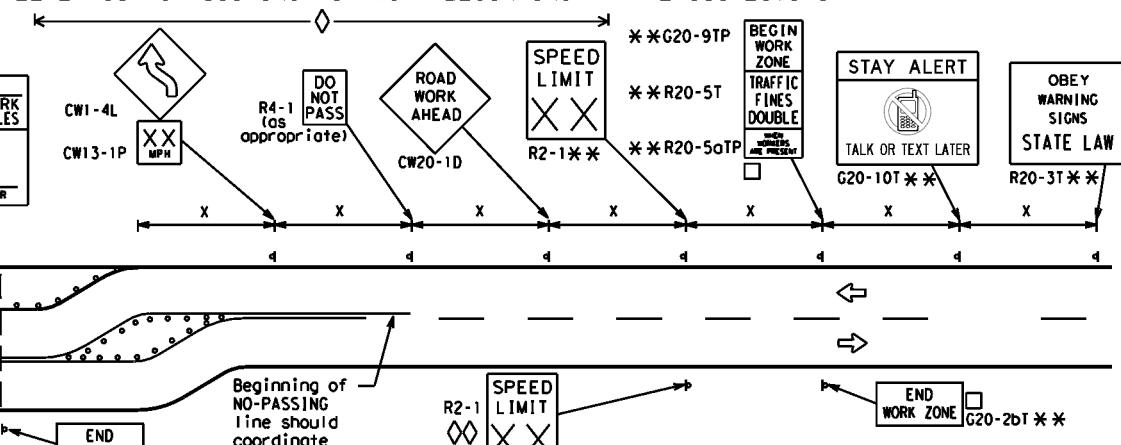 RK
LES
R
CW1-4L
CW13-1P
X X
MPH
R4-1
(as
appropriate)
DO
NOT
PASS
ROAD
WORK
AHEAD
CW20-1D
SPEED
LIMIT
X X
R2-1**
**G20-9TP
**R20-5T
**R20-5aTP
BEGIN
WORK
ZONE
TRAFFIC
FINES
DOUBLE
WHEN
WORKERS
ARE PRESENT
STAY ALERT
TALK OR TEXT LATER
G20-10T **
OBEY
WARNING
SIGNS
STATE LAW
R20-3T **
X X X X X X X
Beginning of
NO-PASSING
line should
coordinate
R2-1
SPEED
LIMIT
X X
END
WORK ZONE
G20-2bT **
END